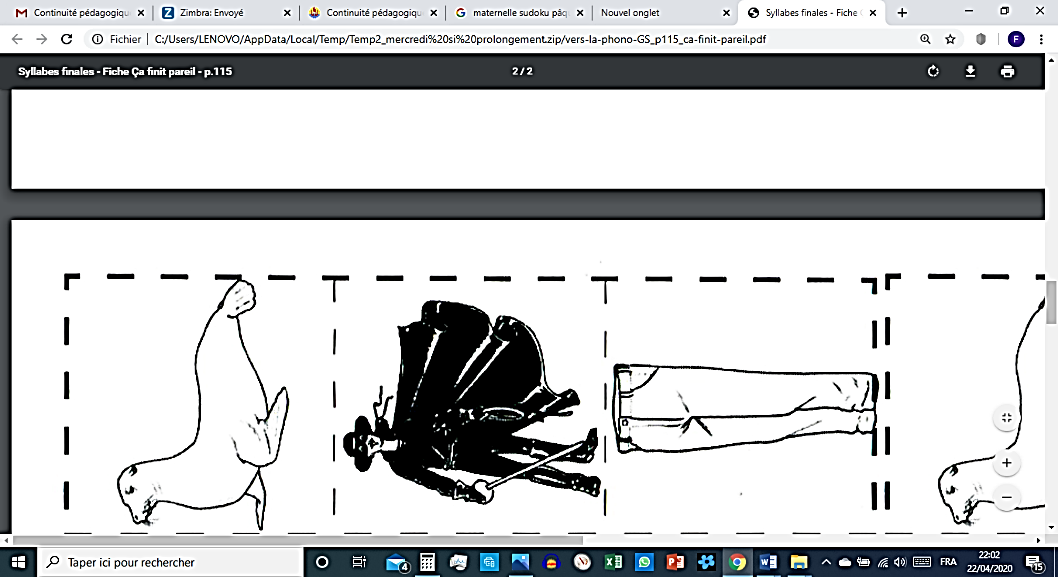 Continuité pédagogiqu
Zimbra: Envoyé
Continuité pédagogiqu
maternelle sudoku pâq
Nouvel onglet
Syllabes finales - Fiche
Fichier | C:/Users/LENOVO/AppData/Local/Temp/Temp2_mercredi%20si%20prolongement.zip/vers-la-phono-GS_p115_ca-finit-pareil.pdf
Syllabes finales - Fiche Ça finit pareil - p.115
2 / 2
Taper ici pour rechercher
4
FRA
22:02
22/04/2020
15